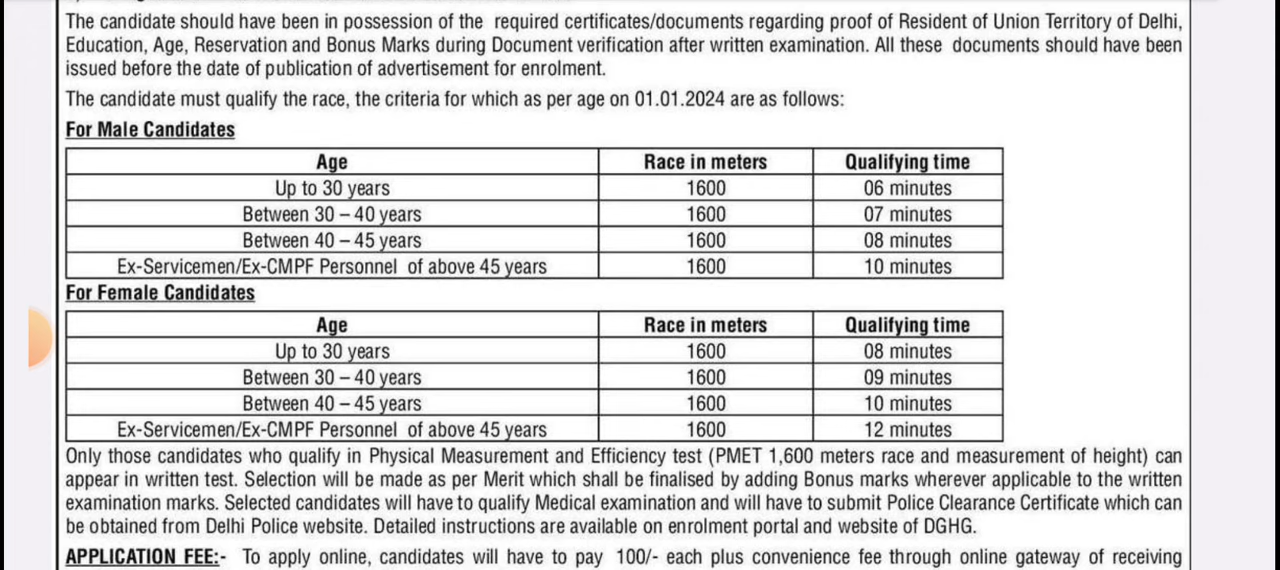 The candidate should have been in possession of the required certificates/documents regarding proof of Resident of Union Territory of Delhi,
Education, Age, Reservation and Bonus Marks during Document verification after written examination. All these documents should have been
issued before the date of publication of advertisement for enrolment.
The candidate must qualify the race, the criteria for which as per age on 01.01.2024 are as follows:
For Male Candidates
Age Race in meters Qualifying time
Up to 30 years 1600 06 minutes
Between 30 – 40 years 1600 07 minutes
Between 40 – 45 years 1600 08 minutes
Ex-Servicemen/Ex-CMPF Personnel of above 45 years 1600 10 minutes
For Female Candidates
Age Race in meters Qualifying time
Up to 30 years 1600 08 minutes
Between 30 – 40 years 1600 09 minutes
Between 40 – 45 years 1600 10 minutes
Ex-Servicemen/Ex-CMPF Personnel of above 45 years 1600 12 minutes
Only those candidates who qualify in Physical Measurement and Efficiency test (PMET 1,600 meters race and measurement of height) can
appear in written test. Selection will be made as per Merit which shall be finalised by adding Bonus marks wherever applicable to the written
examination marks. Selected candidates will have to qualify Medical examination and will have to submit Police Clearance Certificate which can
be obtained from Delhi Police website. Detailed instructions are available on enrolment portal and website of DGHG.
APPLICATION FEE:- To apply online, candidates will have to pay 100/- each plus convenience fee through online gateway of receiving